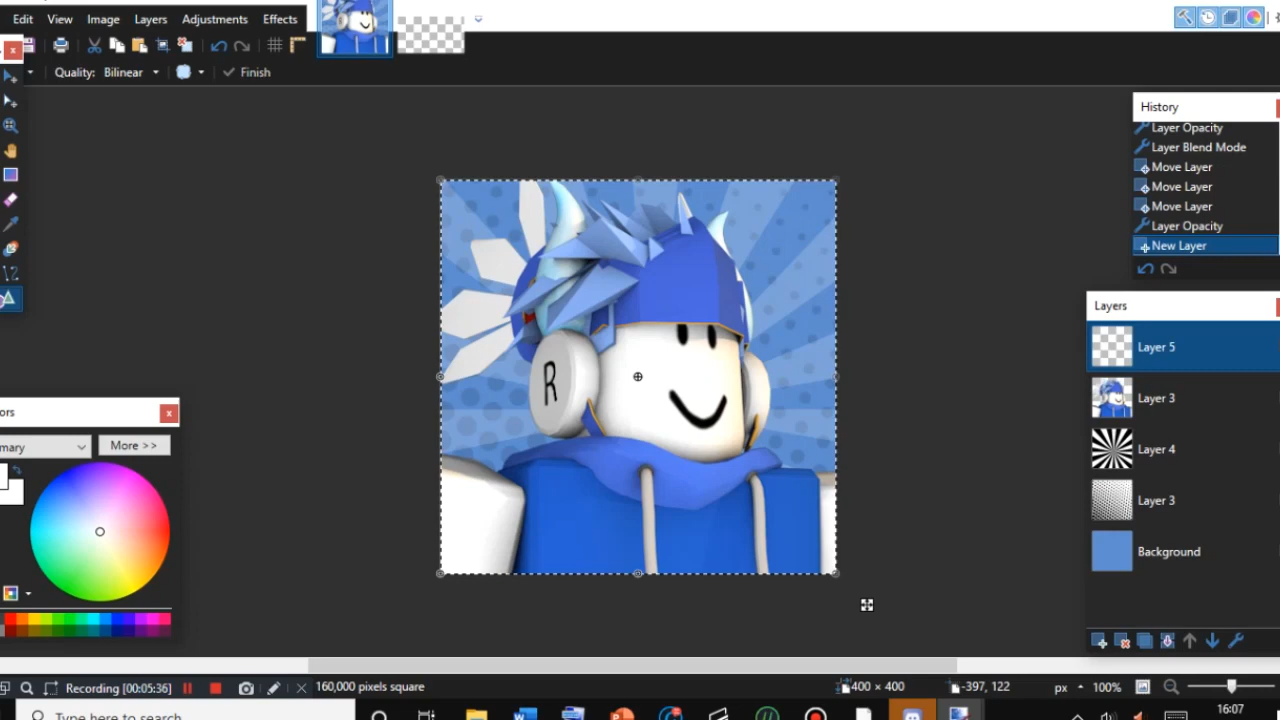 Edit View Image Layers Adjustments Effects
Quality: Bilinear Finish
History
Layer Opacity
Layer Blend Mode
Move Layer
Move Layer
Move Layer
Layer Opacity
New Layer
R
Layers
Layer 5
Layer 3
Layer 4
Layer 3
Background
ors
mary More >>
Recording [00:05:36] 160,000 pixels square 400 × 400 -397, 122 px 100%
Type here to search 16:07